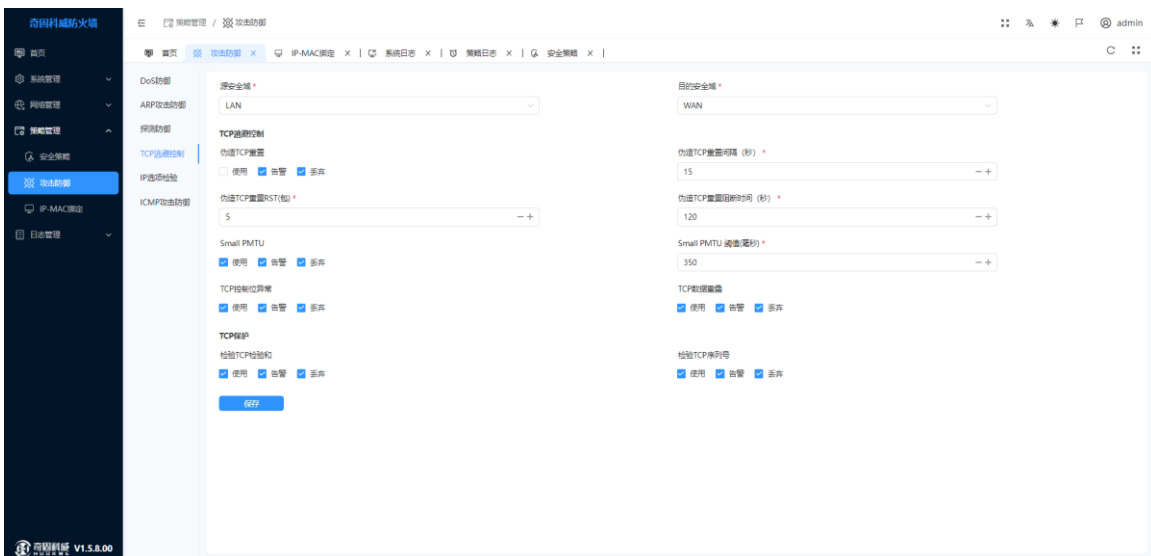 奇固科威防火墙
策略管理 / 攻击防御
admin
首页
系统管理
网络管理
策略管理
安全策略
攻击防御
IP-MAC绑定
日志管理
首页 攻击防御 × IP-MAC绑定 × | 系统日志 × | 策略日志 × | 安全策略 × |
DoS防御
ARP攻击防御
探测防御
TCP逃避控制
IP选项检验
ICMP攻击防御
源安全域 * 目的安全域 *
LAN WAN
TCP逃避控制
伪造TCP重置 伪造TCP重置间隔（秒） *
使用 告警 丢弃 15
伪造TCP重置RST(包) * 伪造TCP重置阻断时间（秒） *
5 120
Small PMTU Small PMTU 阈值(毫秒) *
使用 告警 丢弃 350
TCP控制位异常 TCP数据重叠
使用 告警 丢弃 使用 告警 丢弃
TCP保护
检验TCP检验和 检验TCP序列号
使用 告警 丢弃 使用 告警 丢弃
保存
奇固科威 V1.5.8.00